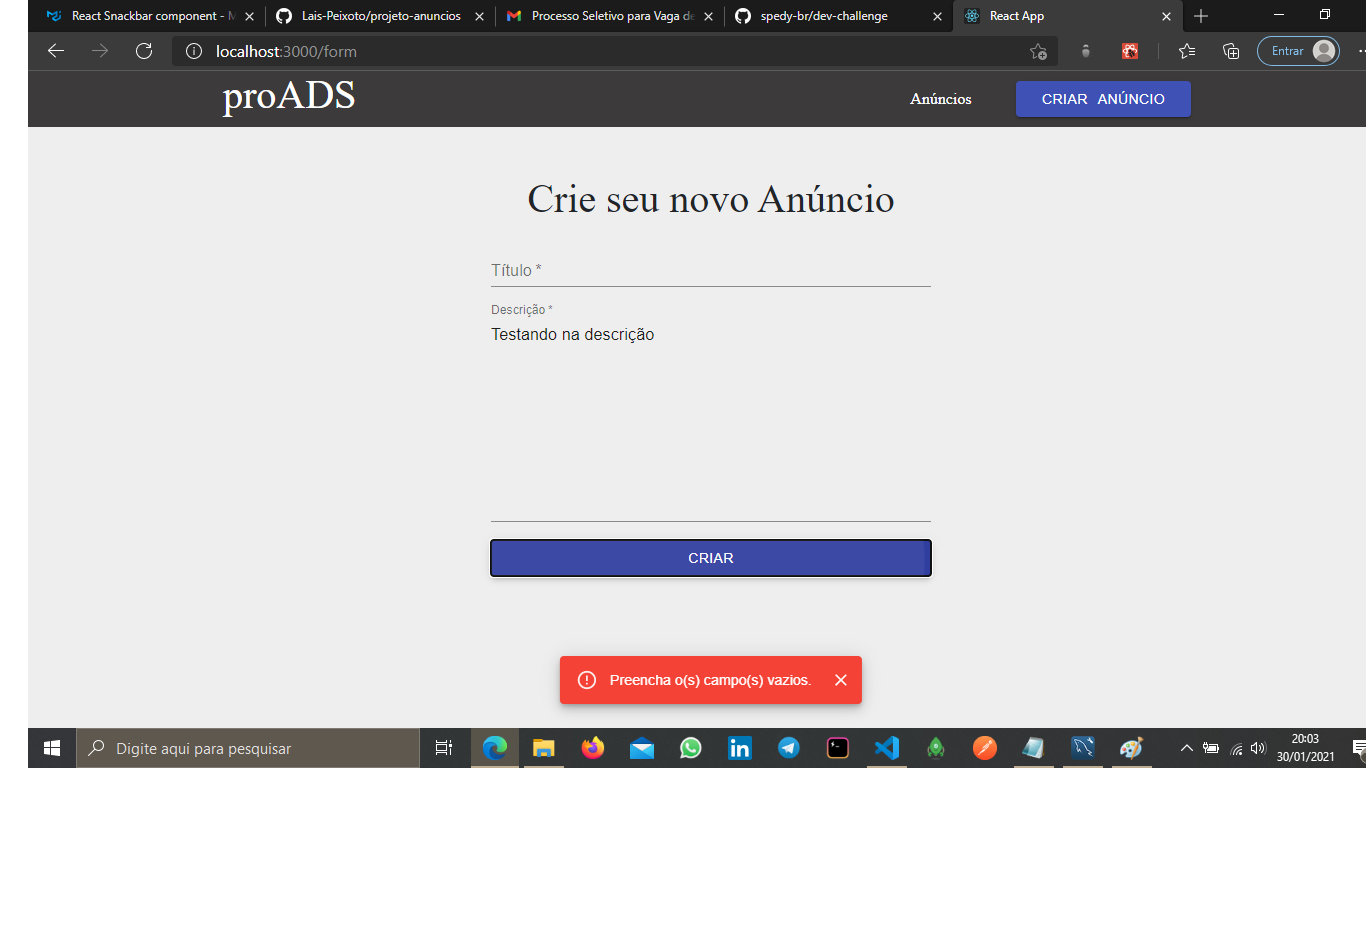 React Snackbar component - M
Lais-Peixoto/projeto-anuncios
Processo Seletivo para Vaga de
spedy-br/dev-challenge
React App
localhost:3000/form
Entrar
proADS
Anúncios
CRIAR ANÚNCIO
Crie seu novo Anúncio
Título *
Descrição *
Testando na descrição
CRIAR
Preencha o(s) campo(s) vazios.
Digite aqui para pesquisar
20:03
30/01/2021